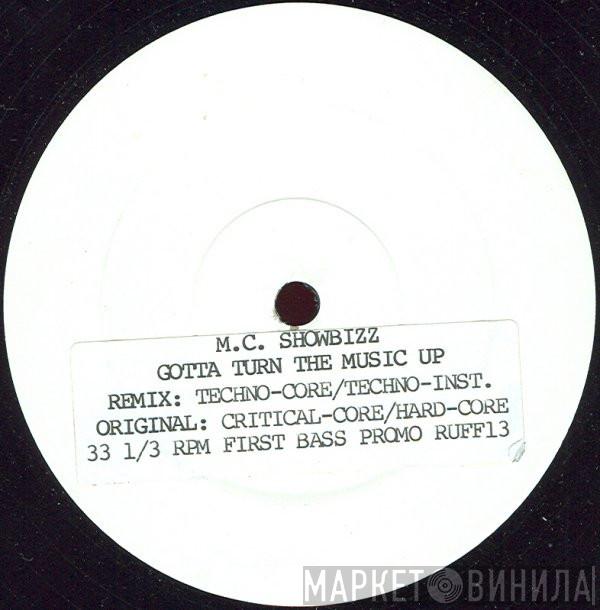 M.C. SHOWBIZZ
GOTTA TURN THE MUSIC UP
REMIX: TECHNO-CORE/TECHNO-INST.
ORIGINAL: CRITICAL-CORE/HARD-CORE
33 1/3 RPM FIRST BASS PROMO RUFF13
МАРКЕТ ВИНИЛА